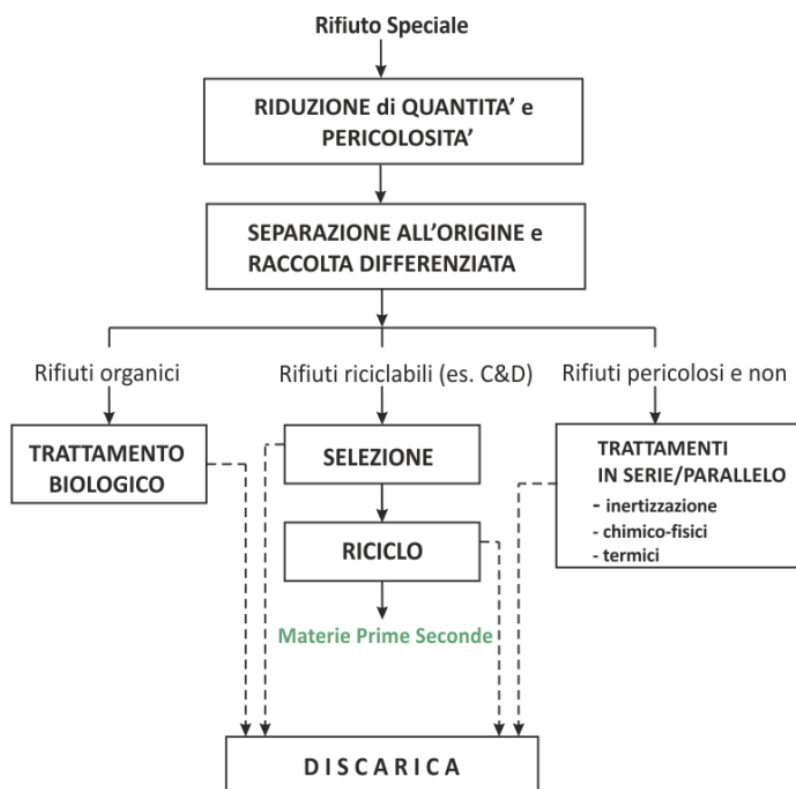 Rifiuto Speciale
RIDUZIONE di QUANTITA’ e
PERICOLOSITA’
SEPARAZIONE ALL’ORIGINE e
RACCOLTA DIFFERENZIATA
Rifiuti organici
Rifiuti riciclabili (es. C&D)
Rifiuti pericolosi e non
TRATTAMENTO
BIOLOGICO
SELEZIONE
TRATTAMENTI
IN SERIE/PARALLELO
- inertizzazione
- chimico-fisici
- termici
RICICLO
Materie Prime Seconde
DISCARICA